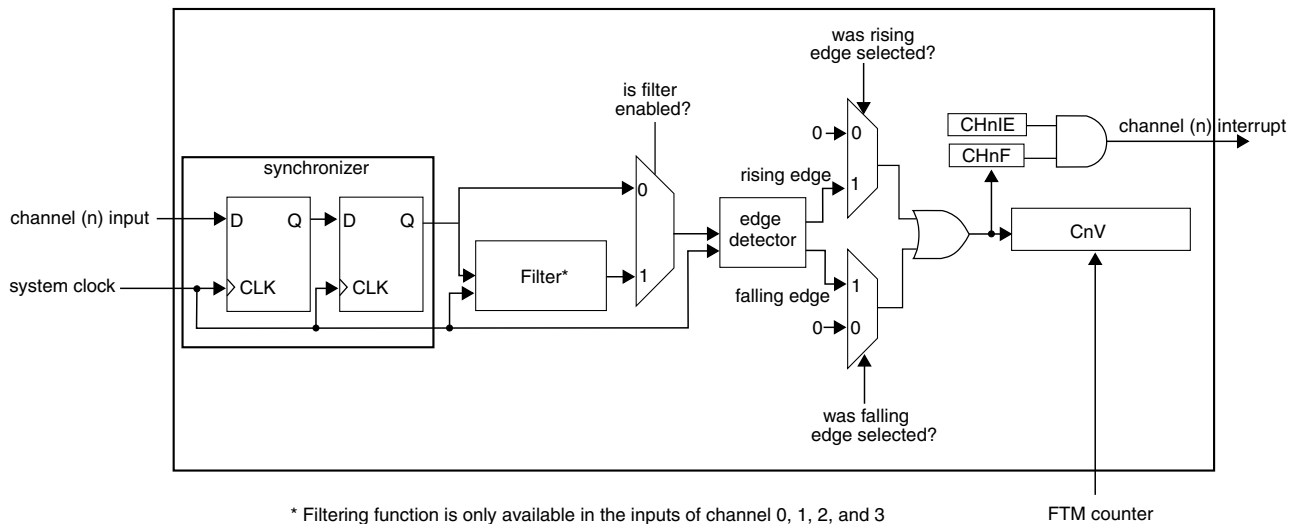 was rising
edge selected?
is filter
enabled?
0
0
CHnIE
channel (n) interrupt
CHnF
synchronizer
rising edge
1
0
channel (n) input
D
Q
D
Q
edge
detector
CnV
Filter*
1
system clock
CLK
CLK
falling edge
1
0
0
was falling
edge selected?
* Filtering function is only available in the inputs of channel 0, 1, 2, and 3
FTM counter